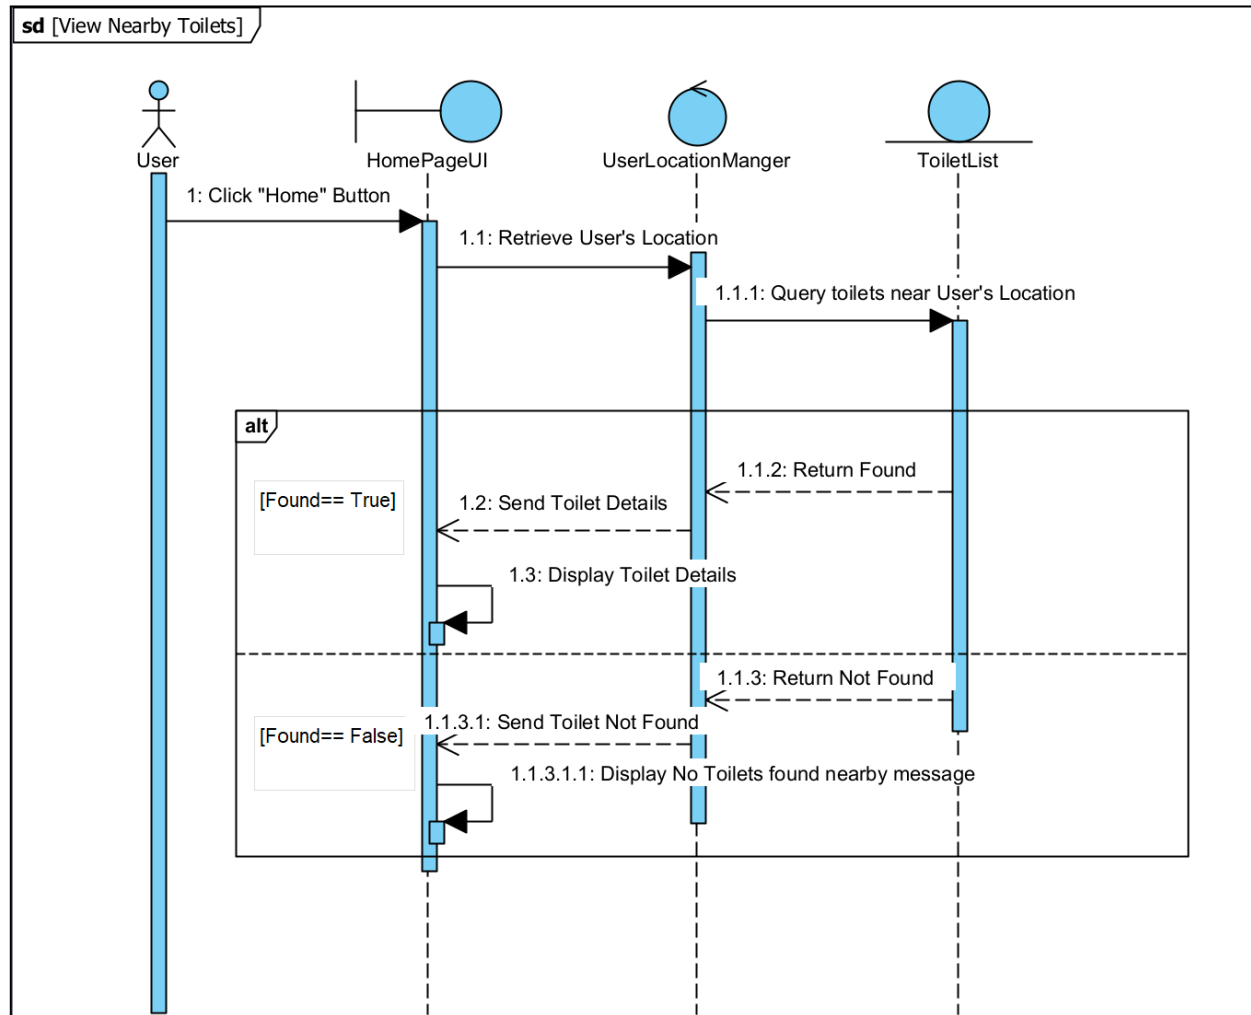 sd [View Nearby Toilets]
User
HomePageUI
UserLocationManger
ToiletList
1: Click "Home" Button
1.1: Retrieve User's Location
1.1.1: Query toilets near User's Location
alt
1.1.2: Return Found
[Found== True]
1.2: Send Toilet Details
1.3: Display Toilet Details
1.1.3: Return Not Found
1.1.3.1: Send Toilet Not Found
[Found== False]
1.1.3.1.1: Display No Toilets found nearby message